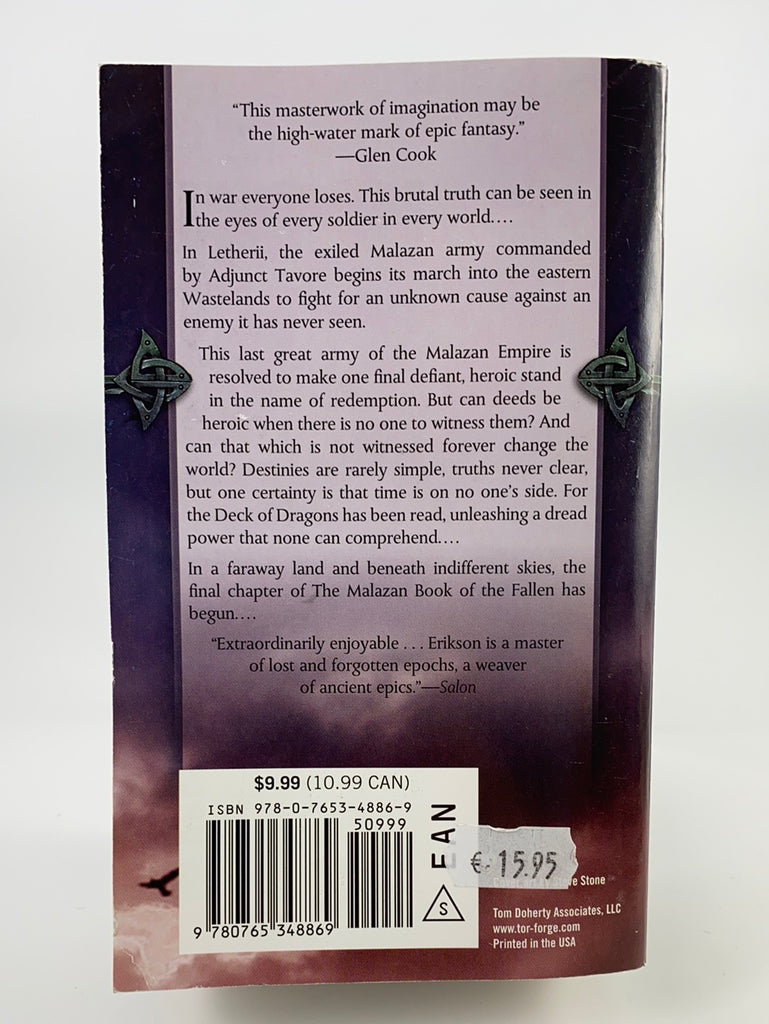 “This masterwork of imagination may be
the high-water mark of epic fantasy.”
—Glen Cook
In war everyone loses. This brutal truth can be seen in
the eyes of every soldier in every world....
In Letherii, the exiled Malazan army commanded
by Adjunct Tavore begins its march into the eastern
Wastelands to fight for an unknown cause against an
enemy it has never seen.
This last great army of the Malazan Empire is
resolved to make one final defiant, heroic stand
in the name of redemption. But can deeds be
heroic when there is no one to witness them? And
can that which is not witnessed forever change the
world? Destinies are rarely simple, truths never clear,
but one certainty is that time is on no one’s side. For
the Deck of Dragons has been read, unleashing a dread
power that none can comprehend....
In a faraway land and beneath indifferent skies, the
final chapter of The Malazan Book of the Fallen has
begun....
“Extraordinarily enjoyable . . . Erikson is a master
of lost and forgotten epochs, a weaver
of ancient epics.”—Salon
$9.99 (10.99 CAN)
ISBN 978-0-7653-4886-9
50999
EAN
S
9 780765 348869
€ 15.95
Stone
Tom Doherty Associates, LLC
www.tor-forge.com
Printed in the USA